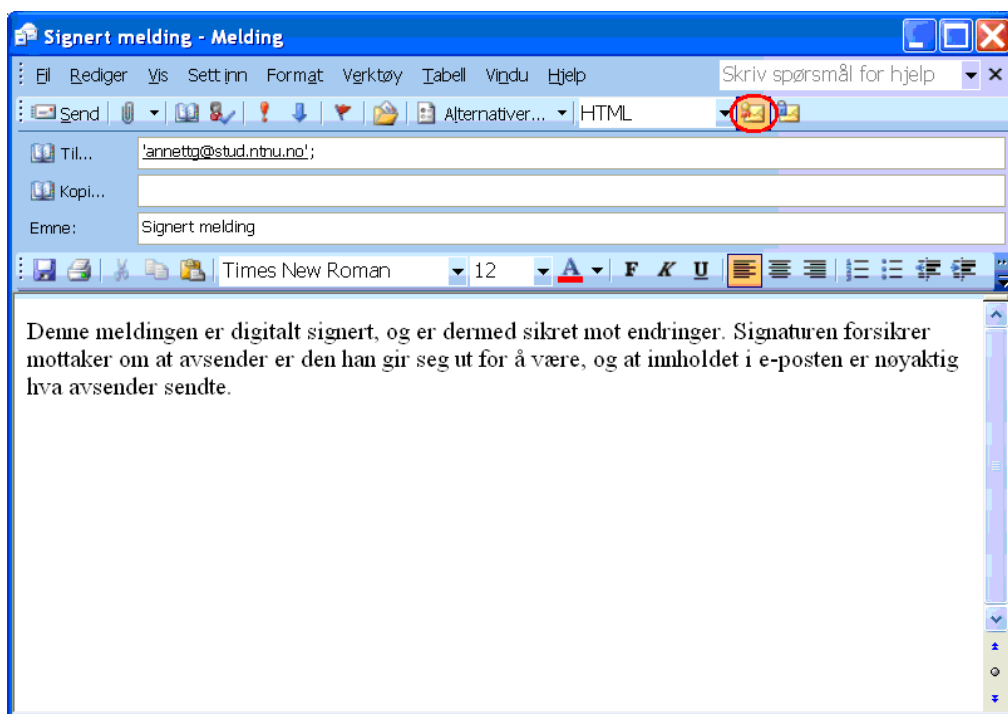 Signert melding - Melding
Fil Rediger Vis Sett inn Format Verktøy Tabell Vindu Hjelp Skriv spørsmål for hjelp
Send Alternativer... HTML
Til... 'annettg@stud.ntnu.no';
Kopi...
Emne: Signert melding
Times New Roman 12 A F K U
Denne meldingen er digitalt signert, og er dermed sikret mot endringer. Signaturen forsikrer
mottaker om at avsender er den han gir seg ut for å være, og at innholdet i e-posten er nøyaktig
hva avsender sendte.